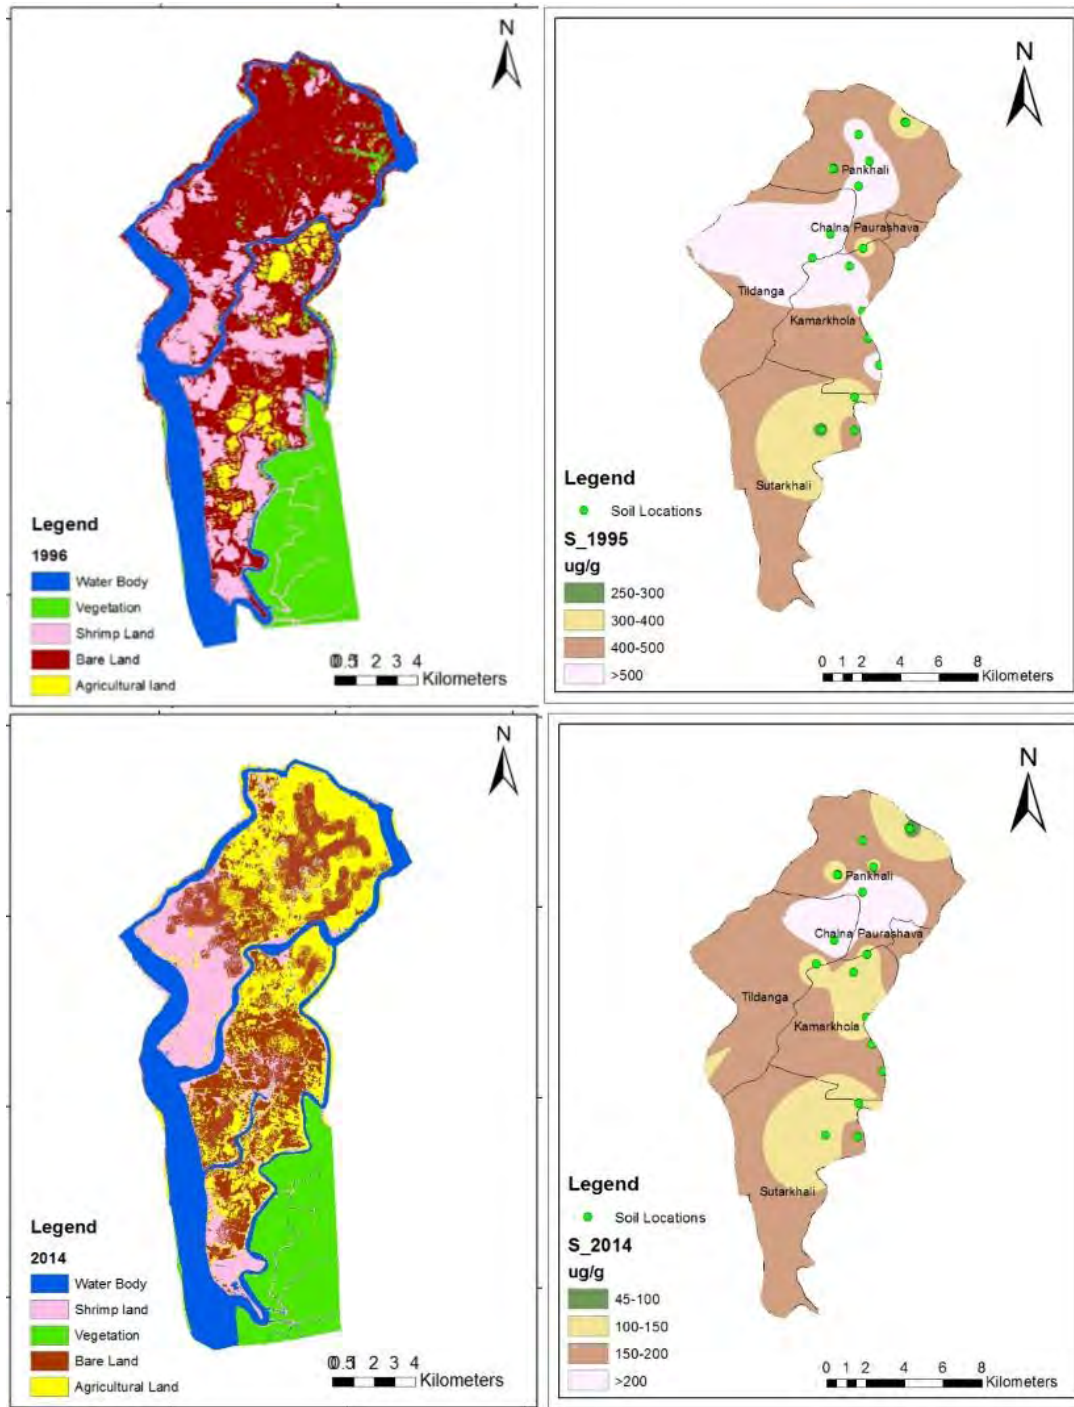 N
Legend
1996
Water Body
Vegetation
Shrimp Land
Bare Land
Agricultural land
0 0.5 1 2 3 4
Kilometers
N
Pankhali
Chalna Paurashava
Tildanga
Kamarkhola
Sutarkhali
Legend
Soil Locations
S_1995
ug/g
250-300
300-400
400-500
>500
0 1 2 4 6 8
Kilometers
N
Legend
2014
Water Body
Shrimp land
Vegetation
Bare Land
Agricultural Land
0 0.5 1 2 3 4
Kilometers
N
Pankhali
Chalna Paurashava
Tildanga
Kamarkhola
Sutarkhali
Legend
Soil Locations
S_2014
ug/g
45-100
100-150
150-200
>200
0 1 2 4 6 8
Kilometers